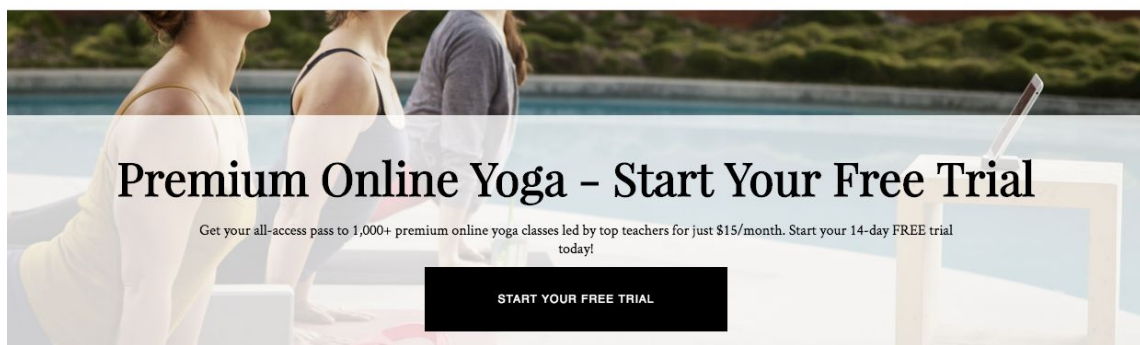 Premium Online Yoga – Start Your Free Trial
Get your all-access pass to 1,000+ premium online yoga classes led by top teachers for just $15/month. Start your 14-day FREE trial
today!
START YOUR FREE TRIAL